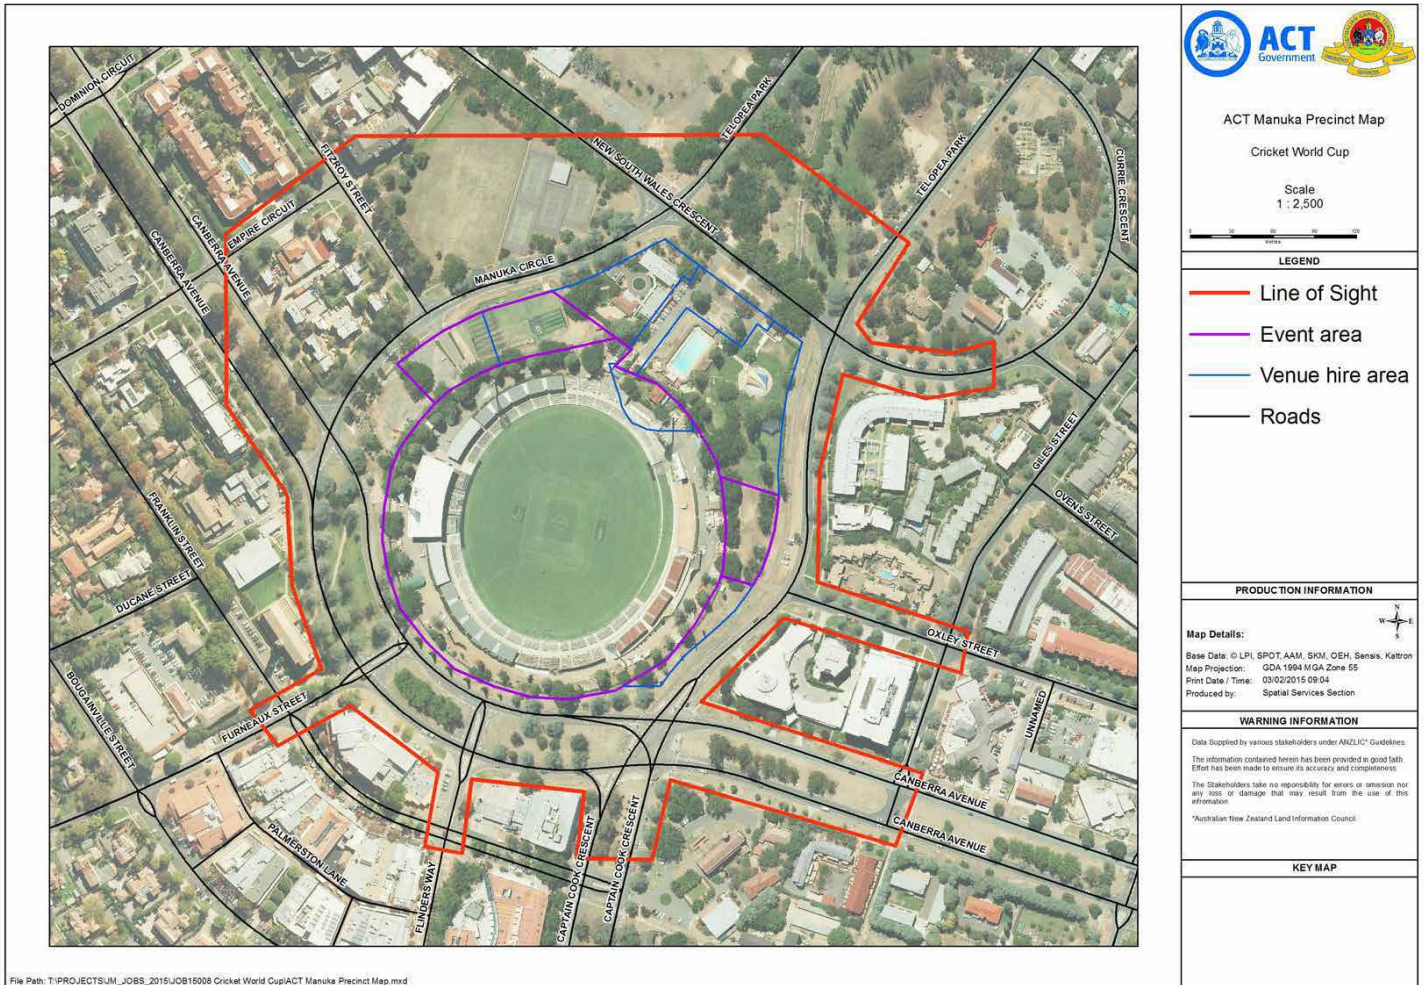 ACT
Government
ACT Manuka Precinct Map
Cricket World Cup
Scale
1 : 2,500
LEGEND
Line of Sight
Event area
Venue hire area
Roads
PRODUCTION INFORMATION
N
W E
S
Map Details:
Base Data: © LPI, SPOT, AAM, SKM, OEH, Sensis, Kattron
Map Projection: GDA 1994 MGA Zone 55
Print Date / Time: 03/02/2015 09:04
Produced by: Spatial Services Section
WARNING INFORMATION
Data Supplied by various stakeholders under ANZLIC* Guidelines.
The information contained herein has been provided in good faith.
Effort has been made to ensure its accuracy and completeness.
The Stakeholders take no reponsibility for errors or omission nor
any loss or damage that may result from the use of this
infromation.
*Australian New Zealand Land Information Council
KEY MAP
DOMINION CIRCUIT
FITZROY STREET
EMPIRE CIRCUIT
CANBERRA AVENUE
CANBERRA AVENUE
MANUKA CIRCLE
NEW SOUTH WALES CRESCENT
TELOPEA PARK
TELOPEA PARK
CURRIE CRESCENT
GILES STREET
OVENS STREET
FRANKLIN STREET
DUCANE STREET
BOUGAINVILLE STREET
FURNEAUX STREET
OXLEY STREET
UNNAMED
CANBERRA AVENUE
CANBERRA AVENUE
PALMERSTON LANE
FLINDERS WAY
CAPTAIN COOK CRESCENT
CAPTAIN COOK CRESCENT
File Path: T:\PROJECTS\JM_JOBS_2015\JOB15008 Cricket World Cup\ACT Manuka Precinct Map.mxd